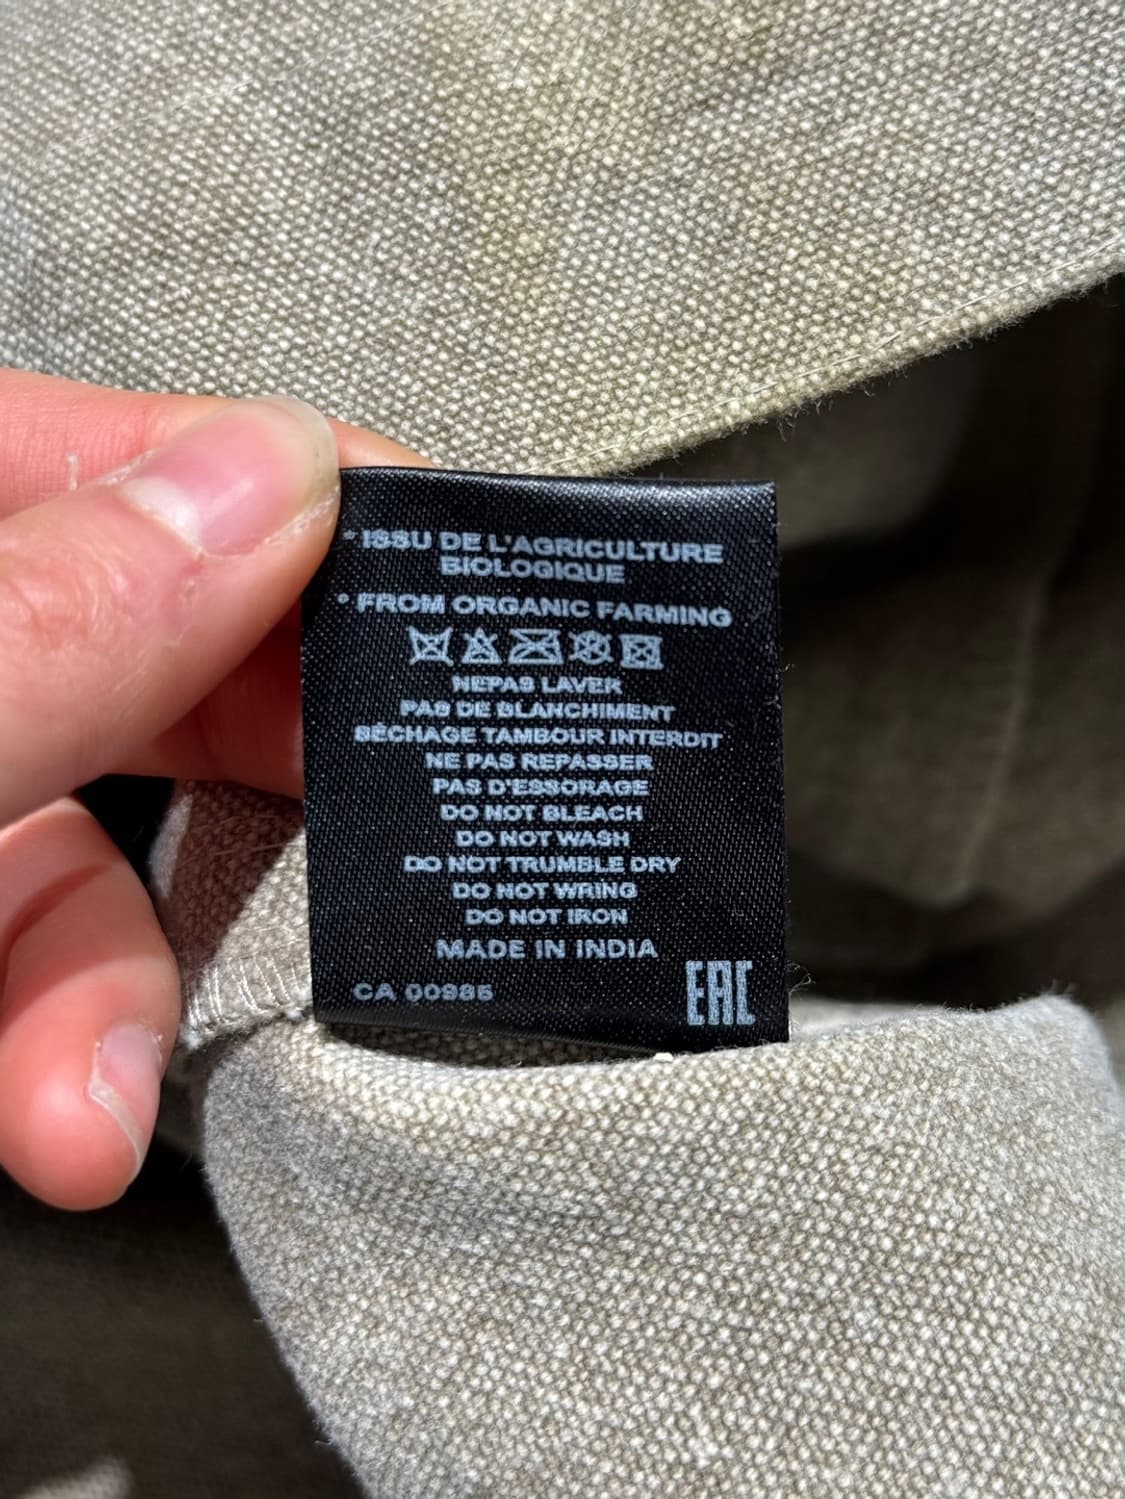 * ISSU DE L'AGRICULTURE
BIOLOGIQUE
* FROM ORGANIC FARMING
NEPAS LAVER
PAS DE BLANCHIMENT
SÉCHAGE TAMBOUR INTERDIT
NE PAS REPASSER
PAS D'ESSORAGE
DO NOT BLEACH
DO NOT WASH
DO NOT TRUMBLE DRY
DO NOT WRING
DO NOT IRON
MADE IN INDIA
CA 00985
EAC